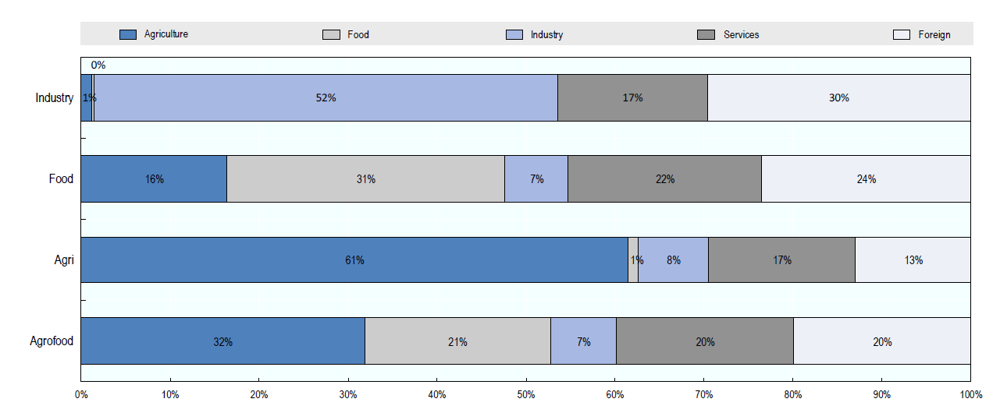 Agriculture Food Industry Services Foreign
0%
Industry 1% 52% 17% 30%
Food 16% 31% 7% 22% 24%
Agri 61% 1% 8% 17% 13%
Agrofood 32% 21% 7% 20% 20%
0% 10% 20% 30% 40% 50% 60% 70% 80% 90% 100%